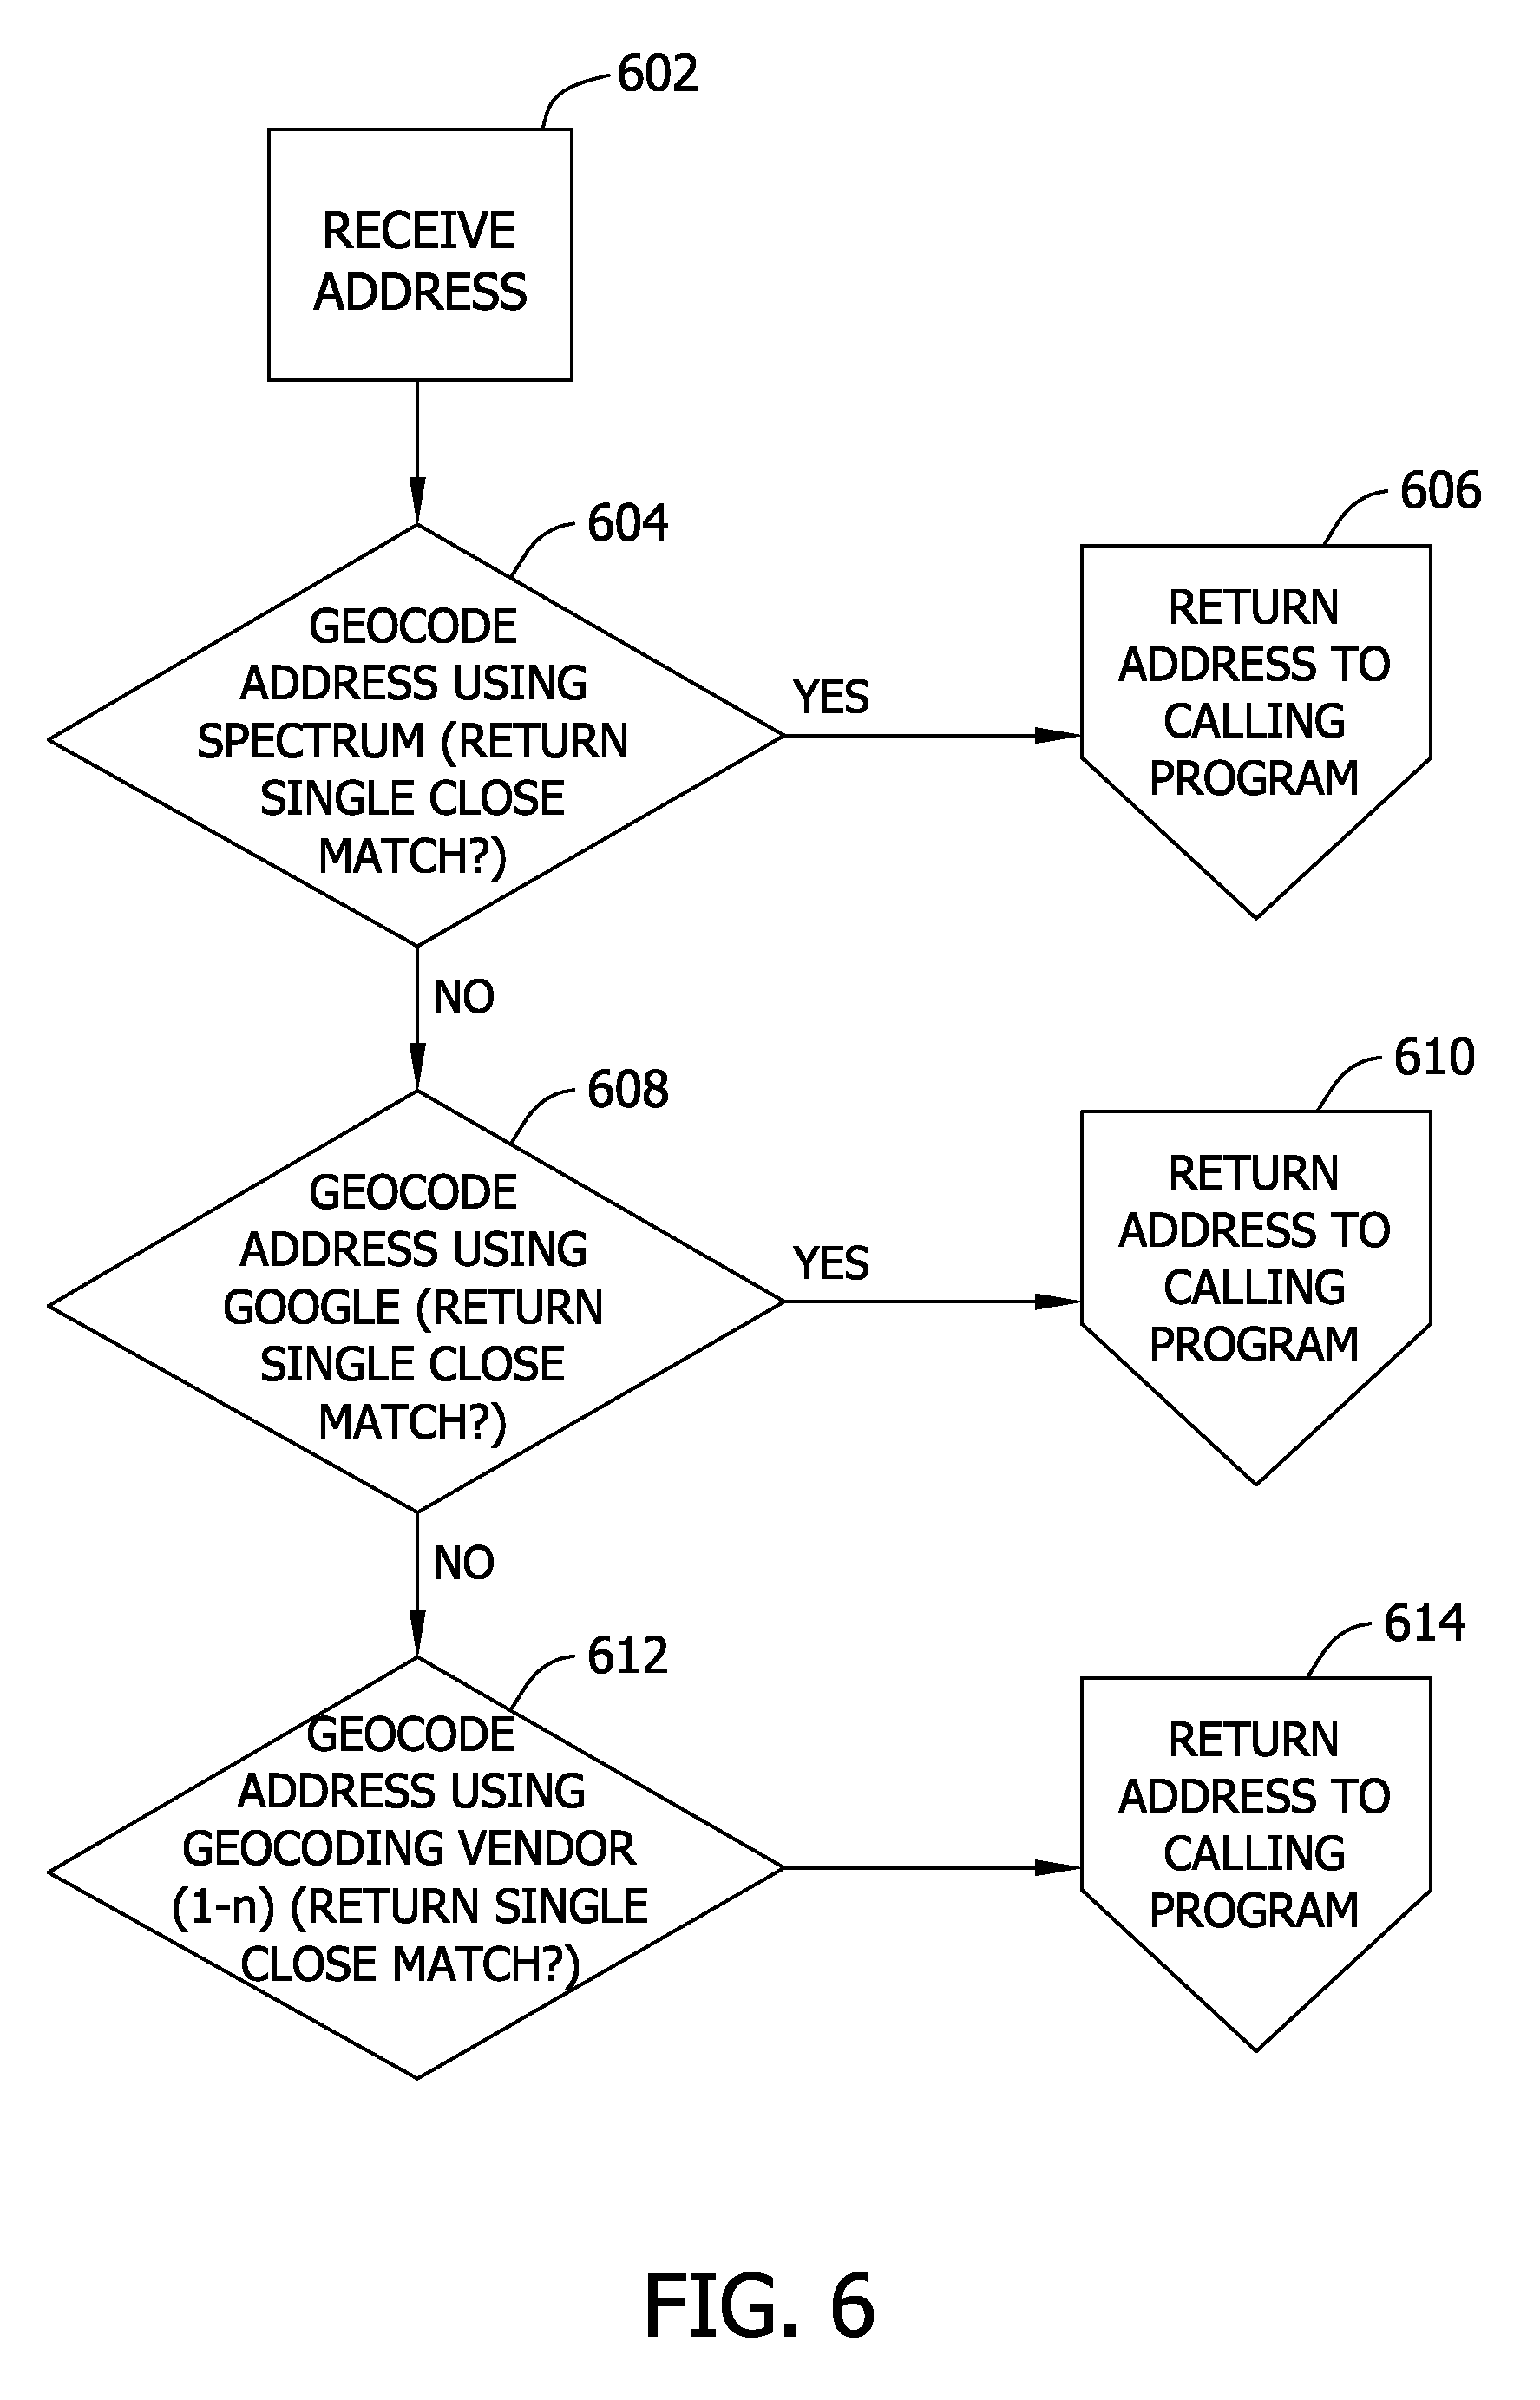 602
RECEIVE
ADDRESS
604
GEOCODE
ADDRESS USING
SPECTRUM (RETURN
SINGLE CLOSE
MATCH?)
YES
606
RETURN
ADDRESS TO
CALLING
PROGRAM
NO
608
GEOCODE
ADDRESS USING
GOOGLE (RETURN
SINGLE CLOSE
MATCH?)
YES
610
RETURN
ADDRESS TO
CALLING
PROGRAM
NO
612
GEOCODE
ADDRESS USING
GEOCODING VENDOR
(1-n) (RETURN SINGLE
CLOSE MATCH?)
614
RETURN
ADDRESS TO
CALLING
PROGRAM
FIG. 6